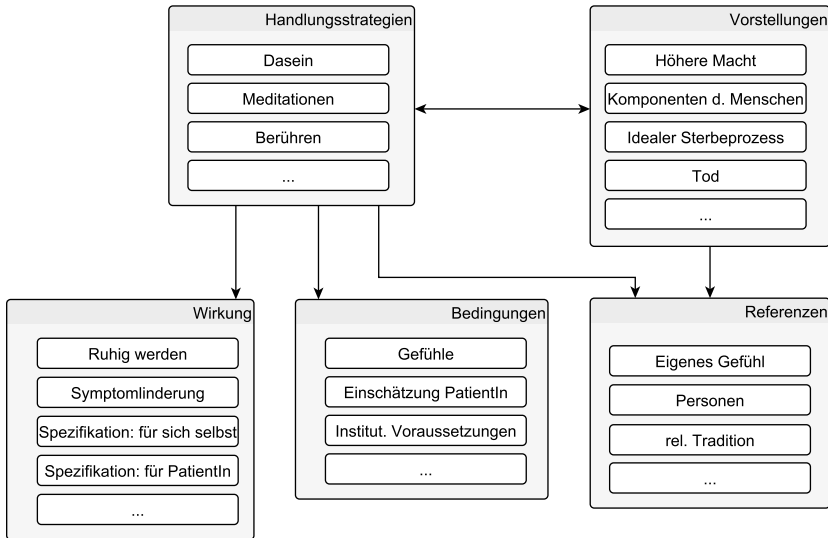 Handlungsstrategien
Dasein
Meditationen
Berühren
...
Vorstellungen
Höhere Macht
Komponenten d. Menschen
Idealer Sterbeprozess
Tod
...
Wirkung
Ruhig werden
Symptomlinderung
Spezifikation: für sich selbst
Spezifikation: für PatientIn
...
Bedingungen
Gefühle
Einschätzung PatientIn
Institut. Voraussetzungen
...
Referenzen
Eigenes Gefühl
Personen
rel. Tradition
...